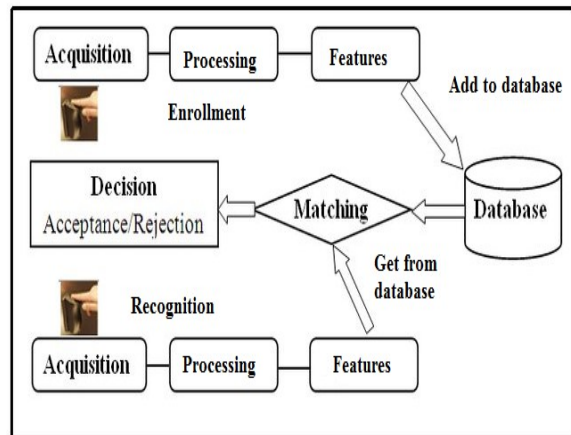 Acquisition
Processing
Features
Enrollment
Add to database
Decision
Acceptance/Rejection
Matching
Database
Get from
database
Recognition
Acquisition
Processing
Features